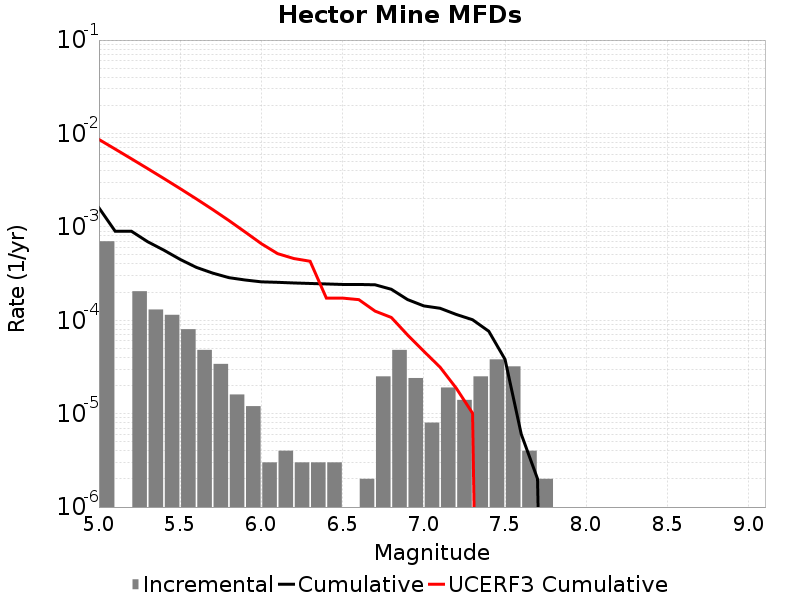 Hector Mine MFDs
10-1
10-2
10-3
10-4
10-5
10-6
Rate (1/yr)
5.0 5.5 6.0 6.5 7.0 7.5 8.0 8.5 9.0
Magnitude
Incremental Cumulative UCERF3 Cumulative